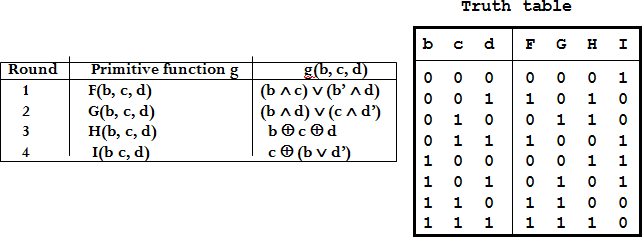 Truth table
Round Primitive function g g(b, c, d)
1 F(b, c, d) (b ∧ c) ∨ (b’ ∧ d)
2 G(b, c, d) (b ∧ d) ∨ (c ∧ d’)
3 H(b, c, d) b ⊕ c ⊕ d
4 I(b c, d) c ⊕ (b ∨ d’)
b c d F G H I
0 0 0 0 0 0 1
0 0 1 1 0 1 0
0 1 0 0 1 1 0
0 1 1 1 0 0 1
1 0 0 0 0 1 1
1 0 1 0 1 0 1
1 1 0 1 1 0 0
1 1 1 1 1 1 0